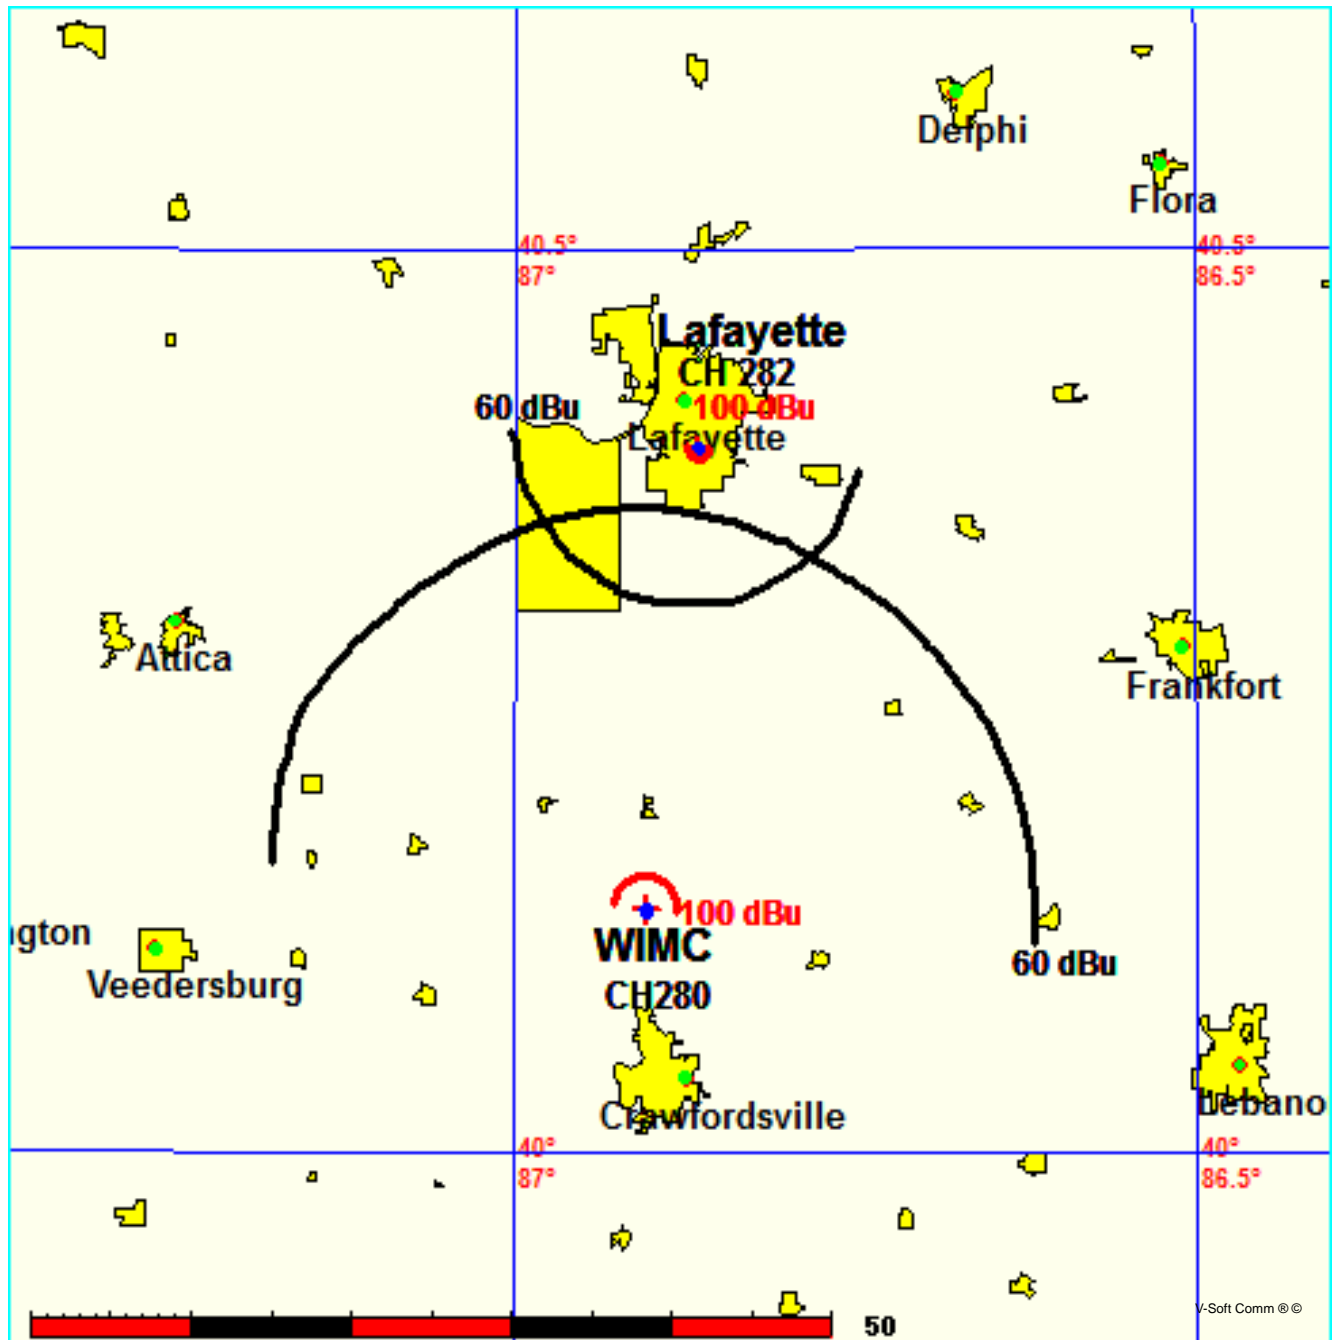 Delphi
Flora
40.5°
87°
40.5°
86.5°
Lafayette
CH 282
60 dBu
100 dBu
Lafayette
Attica
Frankfort
100 dBu
WIMC
CH280
60 dBu
gton
Veedersburg
Crawfordsville
Lebano
40°
87°
40°
86.5°
50
V-Soft Comm ® ©